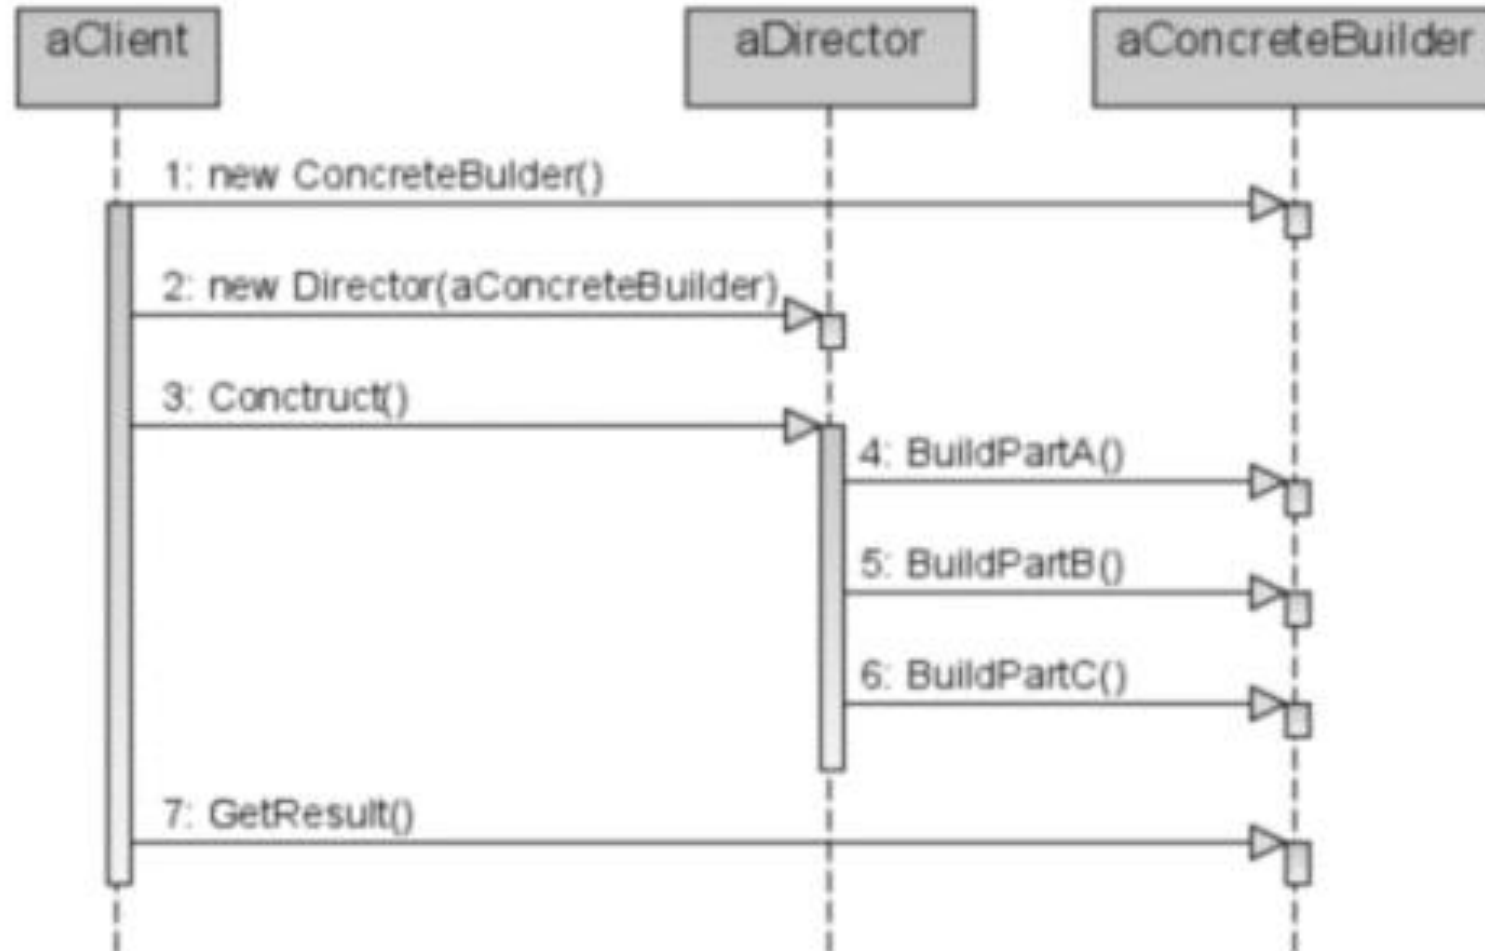 aClient
aDirector
aConcreteBuilder
1: new ConcreteBulder()
2: new Director(aConcreteBuilder)
3: Conctruct()
4: BuildPartA()
5: BuildPartB()
6: BuildPartC()
7: GetResult()